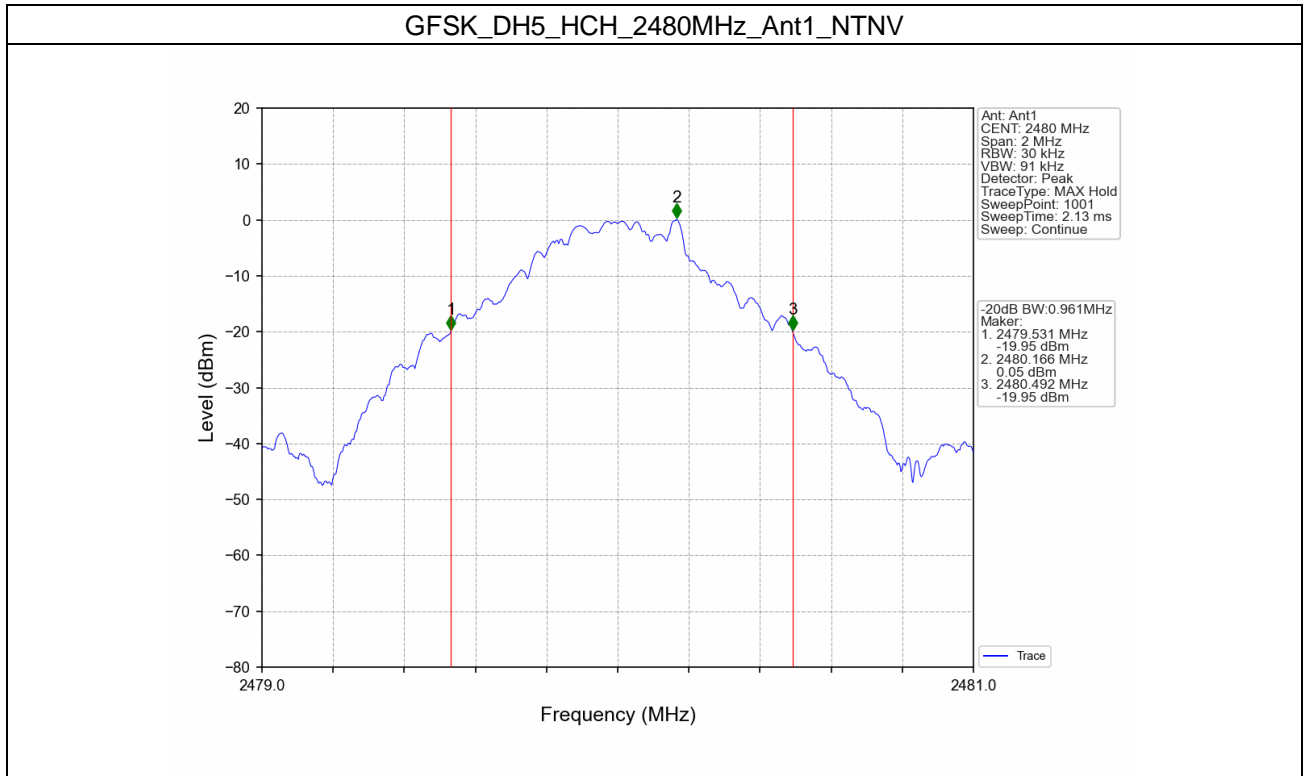 GFSK_DH5_HCH_2480MHz_Ant1_NTNV
20
10
0
−10
−20
−30
−40
−50
−60
−70
−80
Level (dBm)
1
2
3
2479.0
2481.0
Frequency (MHz)
Ant: Ant1
CENT: 2480 MHz
Span: 2 MHz
RBW: 30 kHz
VBW: 91 kHz
Detector: Peak
TraceType: MAX Hold
SweepPoint: 1001
SweepTime: 2.13 ms
Sweep: Continue
-20dB BW:0.961MHz
Maker:
1. 2479.531 MHz
-19.95 dBm
2. 2480.166 MHz
0.05 dBm
3. 2480.492 MHz
-19.95 dBm
Trace